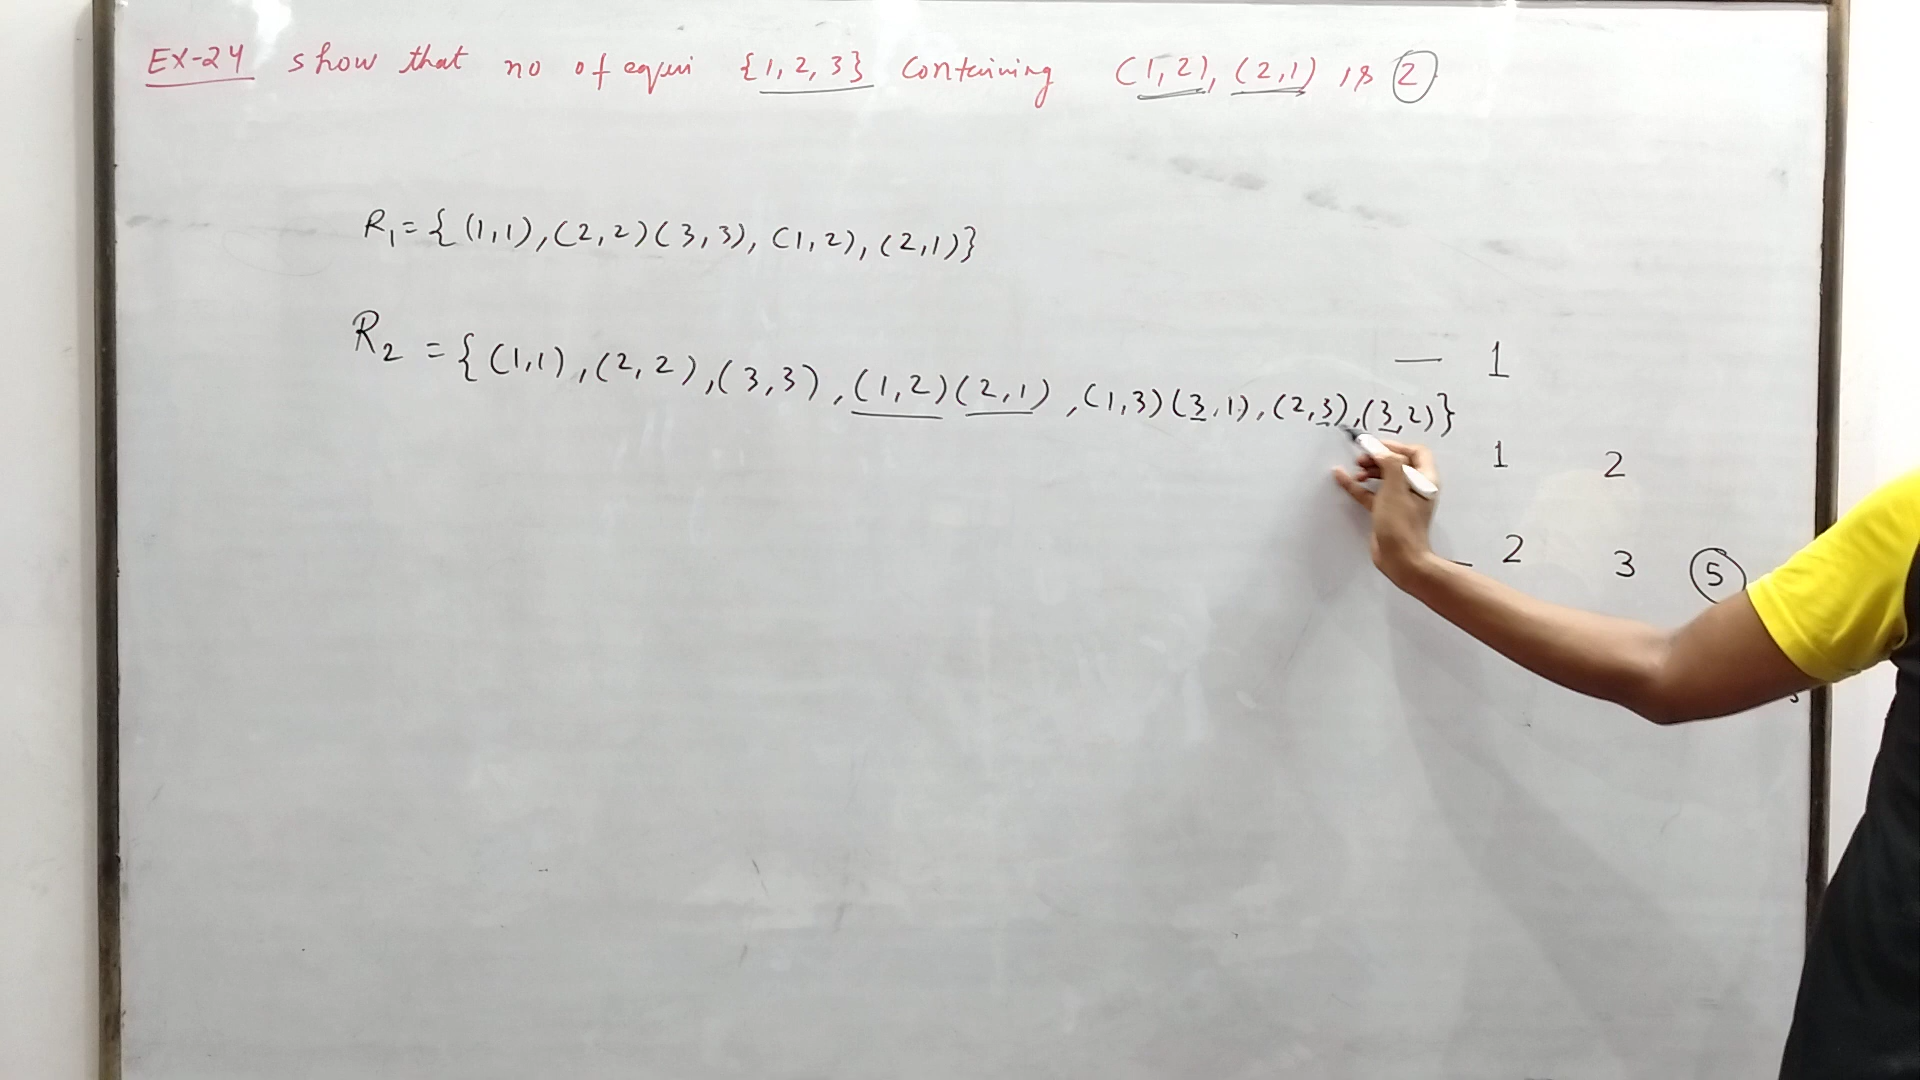 Ex-24 show that no of equi {1, 2, 3} Containing (1,2), (2,1) is 2
R₁ = { (1,1), (2,2) (3,3), (1,2), (2,1)}
R₂ = { (1,1), (2,2), (3,3), (1,2) (2,1), (1,3) (3,1), (2,3), (3,2)}
— 1
1 2
2 3 5